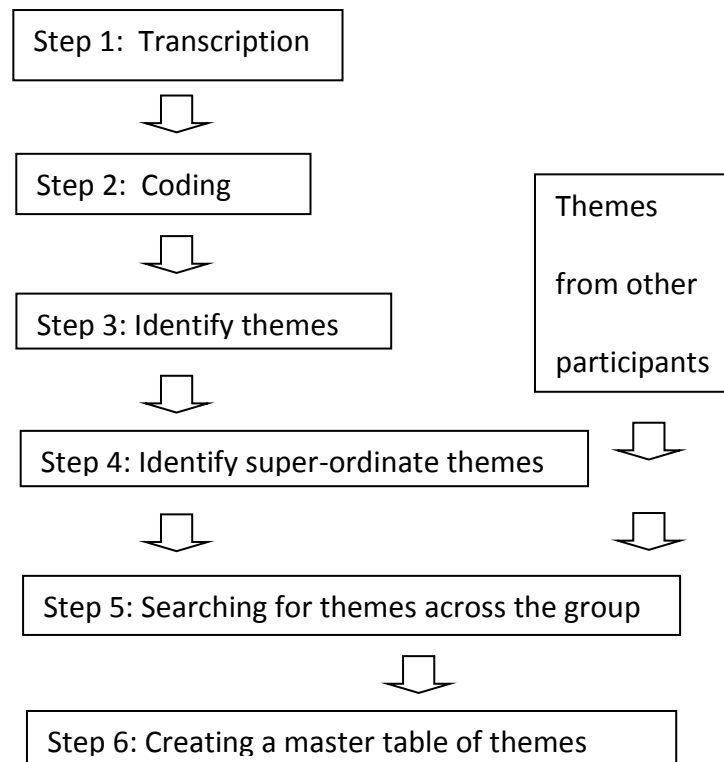 Step 1:  Transcription
Step 2:  Coding
Themes
from other
participants
Step 3: Identify themes
Step 4: Identify super-ordinate themes
Step 5: Searching for themes across the group
Step 6: Creating a master table of themes